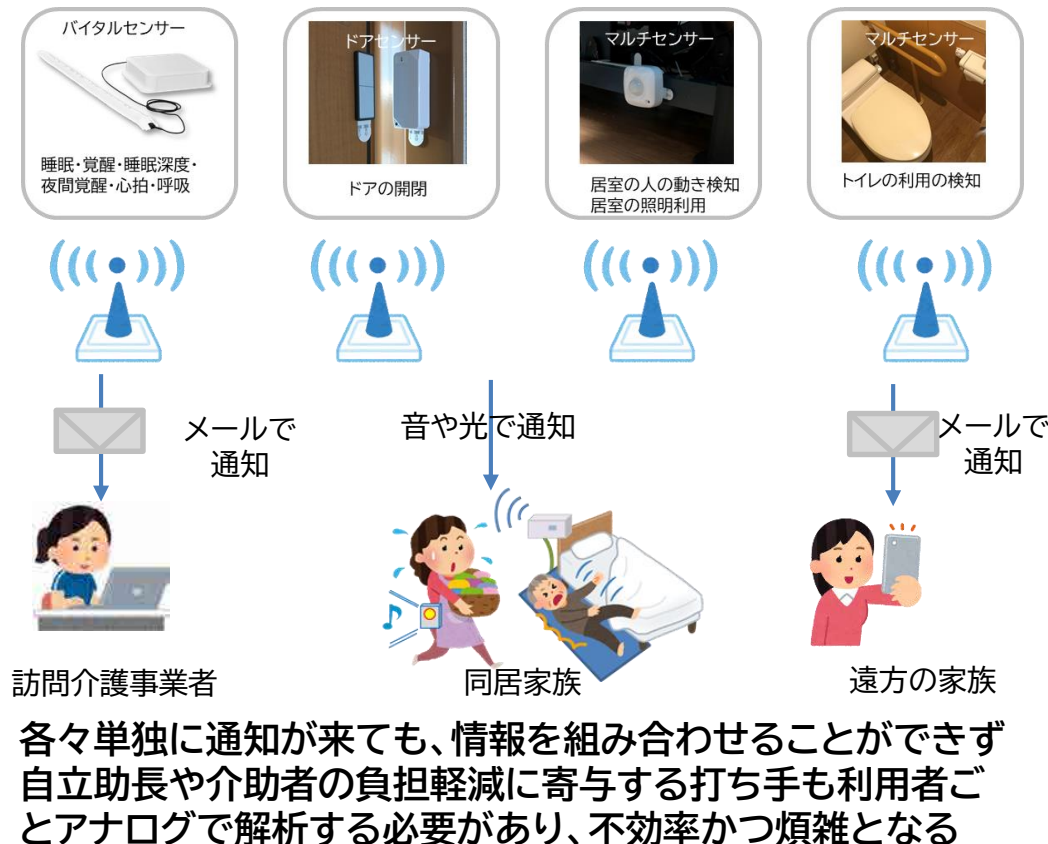 バイタルセンサー
ドアセンサー
マルチセンサー
マルチセンサー
睡眠・覚醒・睡眠深度・
夜間覚醒・心拍・呼吸
ドアの開閉
居室の人の動き検知
居室の照明利用
トイレの利用の検知
メールで
通知
音や光で通知
メールで
通知
訪問介護事業者
同居家族
遠方の家族
各々単独に通知が来ても、情報を組み合わせることができず
自立助長や介助者の負担軽減に寄与する打ち手も利用者ご
とアナログで解析する必要があり、不効率かつ煩雑となる